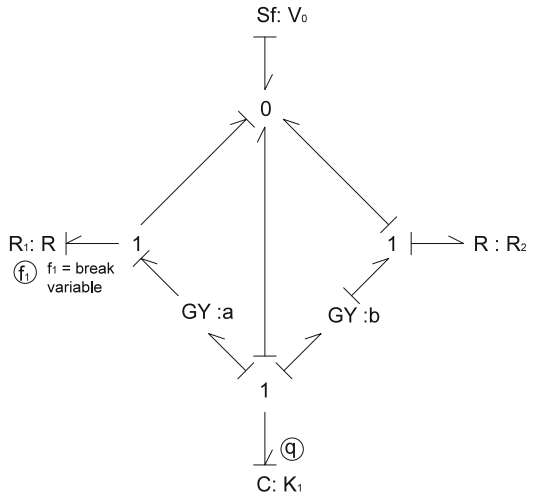 Sf: V₀
0
R₁: R
1
1
R : R₂
f₁
f₁ = break
variable
GY :a
GY :b
1
q
C: K₁